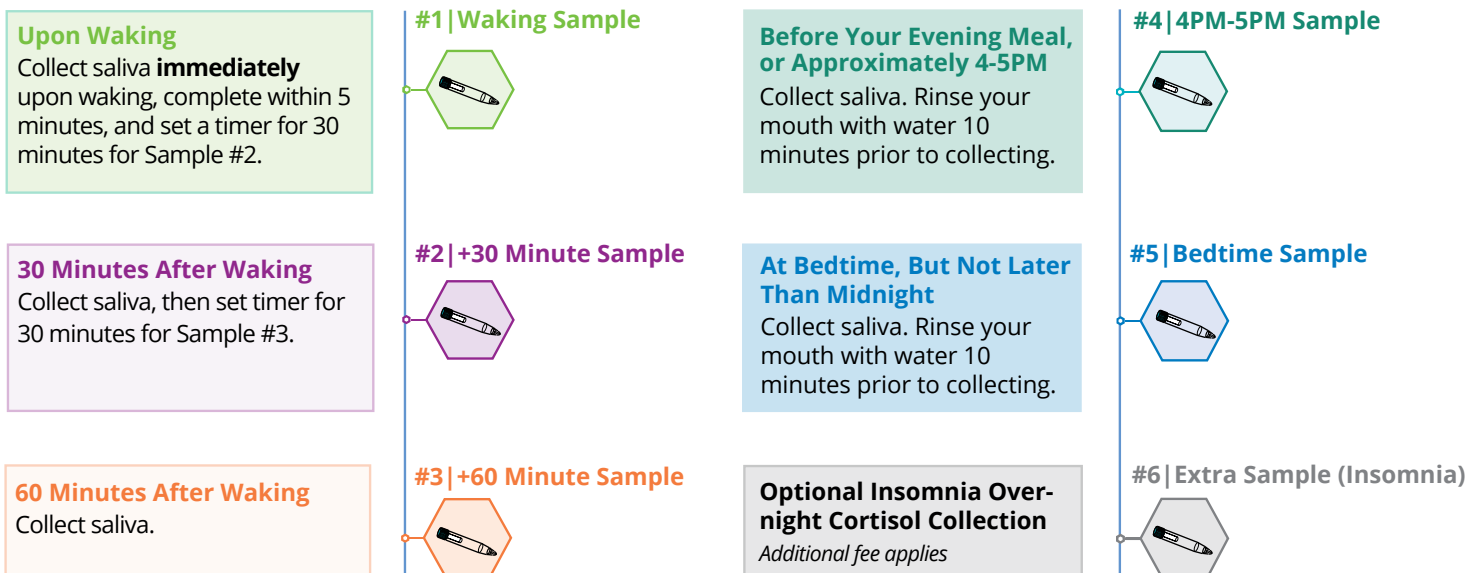 Upon Waking
Collect saliva immediately
upon waking, complete within 5
minutes, and set a timer for 30
minutes for Sample #2.
#1|Waking Sample
30 Minutes After Waking
Collect saliva, then set timer for
30 minutes for Sample #3.
#2|+30 Minute Sample
60 Minutes After Waking
Collect saliva.
#3|+60 Minute Sample
Before Your Evening Meal,
or Approximately 4-5PM
Collect saliva. Rinse your
mouth with water 10
minutes prior to collecting.
#4|4PM-5PM Sample
At Bedtime, But Not Later
Than Midnight
Collect saliva. Rinse your
mouth with water 10
minutes prior to collecting.
#5|Bedtime Sample
Optional Insomnia Over-
night Cortisol Collection
Additional fee applies
#6|Extra Sample (Insomnia)